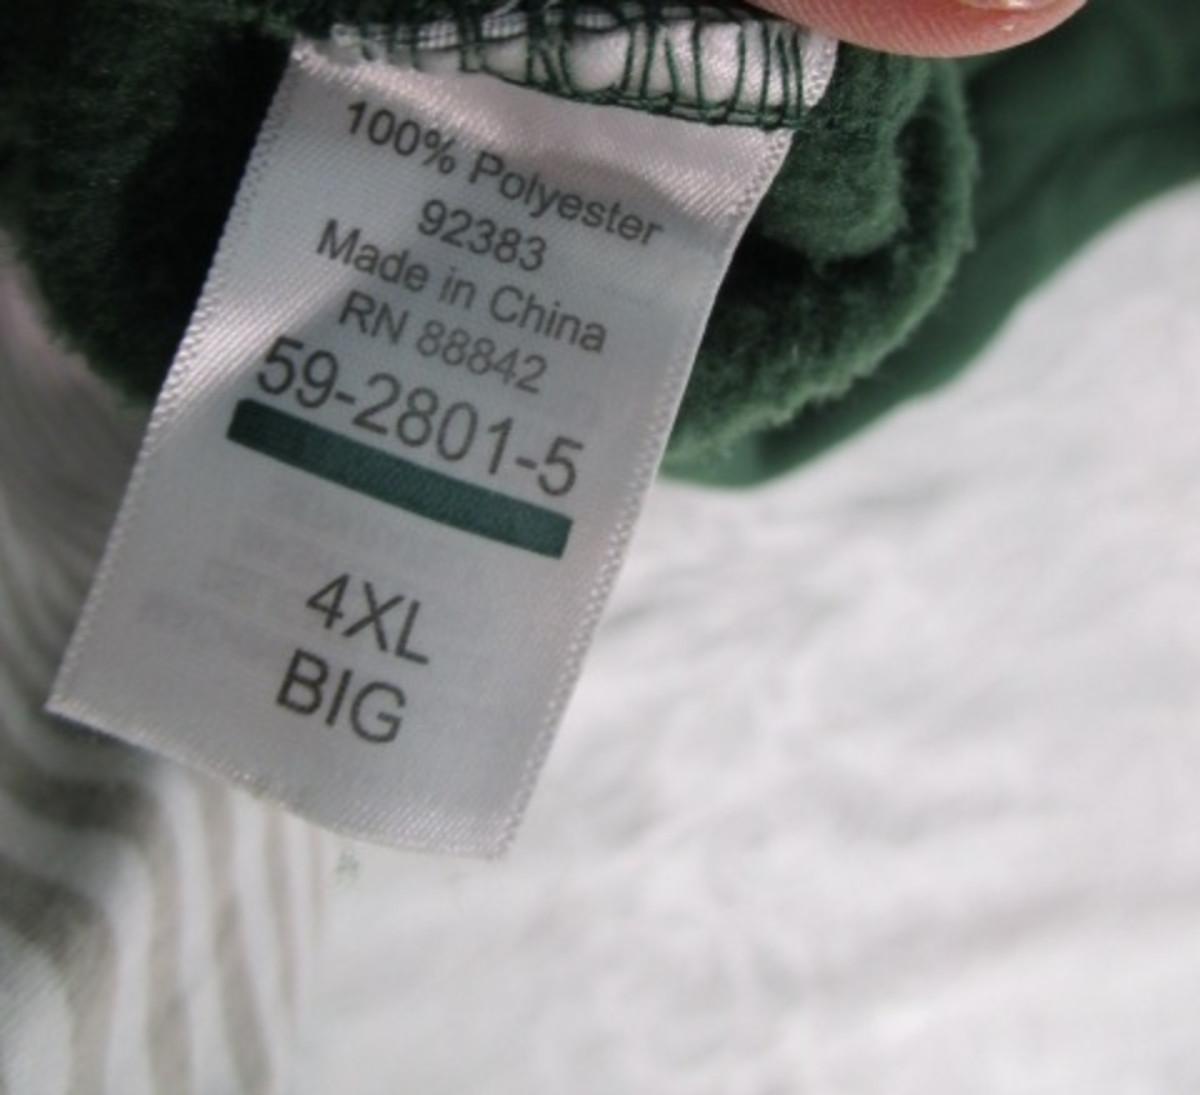 100% Polyester
92383
Made in China
RN 88842
59-2801-5
4XL
BIG